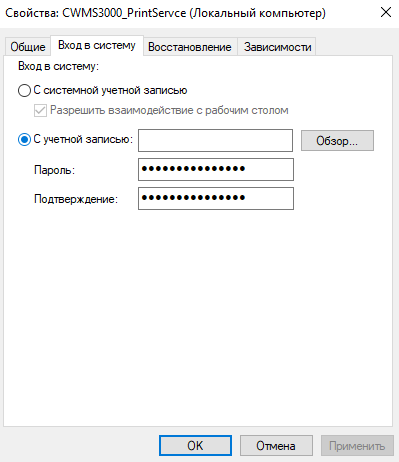 Свойства: CWMS3000_PrintServce (Локальный компьютер)
Общие Вход в систему Восстановление Зависимости
Вход в систему:
С системной учетной записью
Разрешить взаимодействие с рабочим столом
С учетной записью: Обзор...
Пароль: •••••••••••••••
Подтверждение: •••••••••••••••
OK Отмена Применить